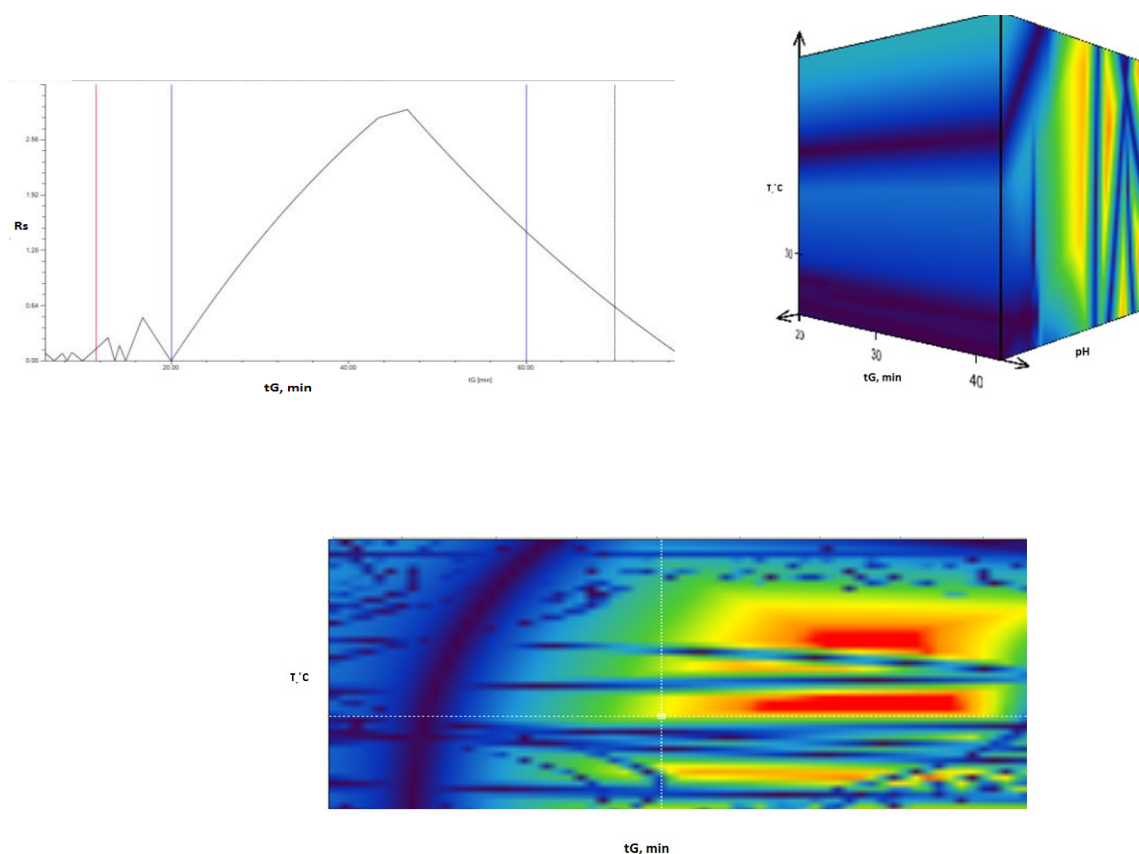 2.56
1.92
Rs
1.28
0.64
0.00
20.00
40.00
60.00
tG [min]
tG, min
T,°C
30
20
30
40
tG, min
pH
T,°C
tG, min